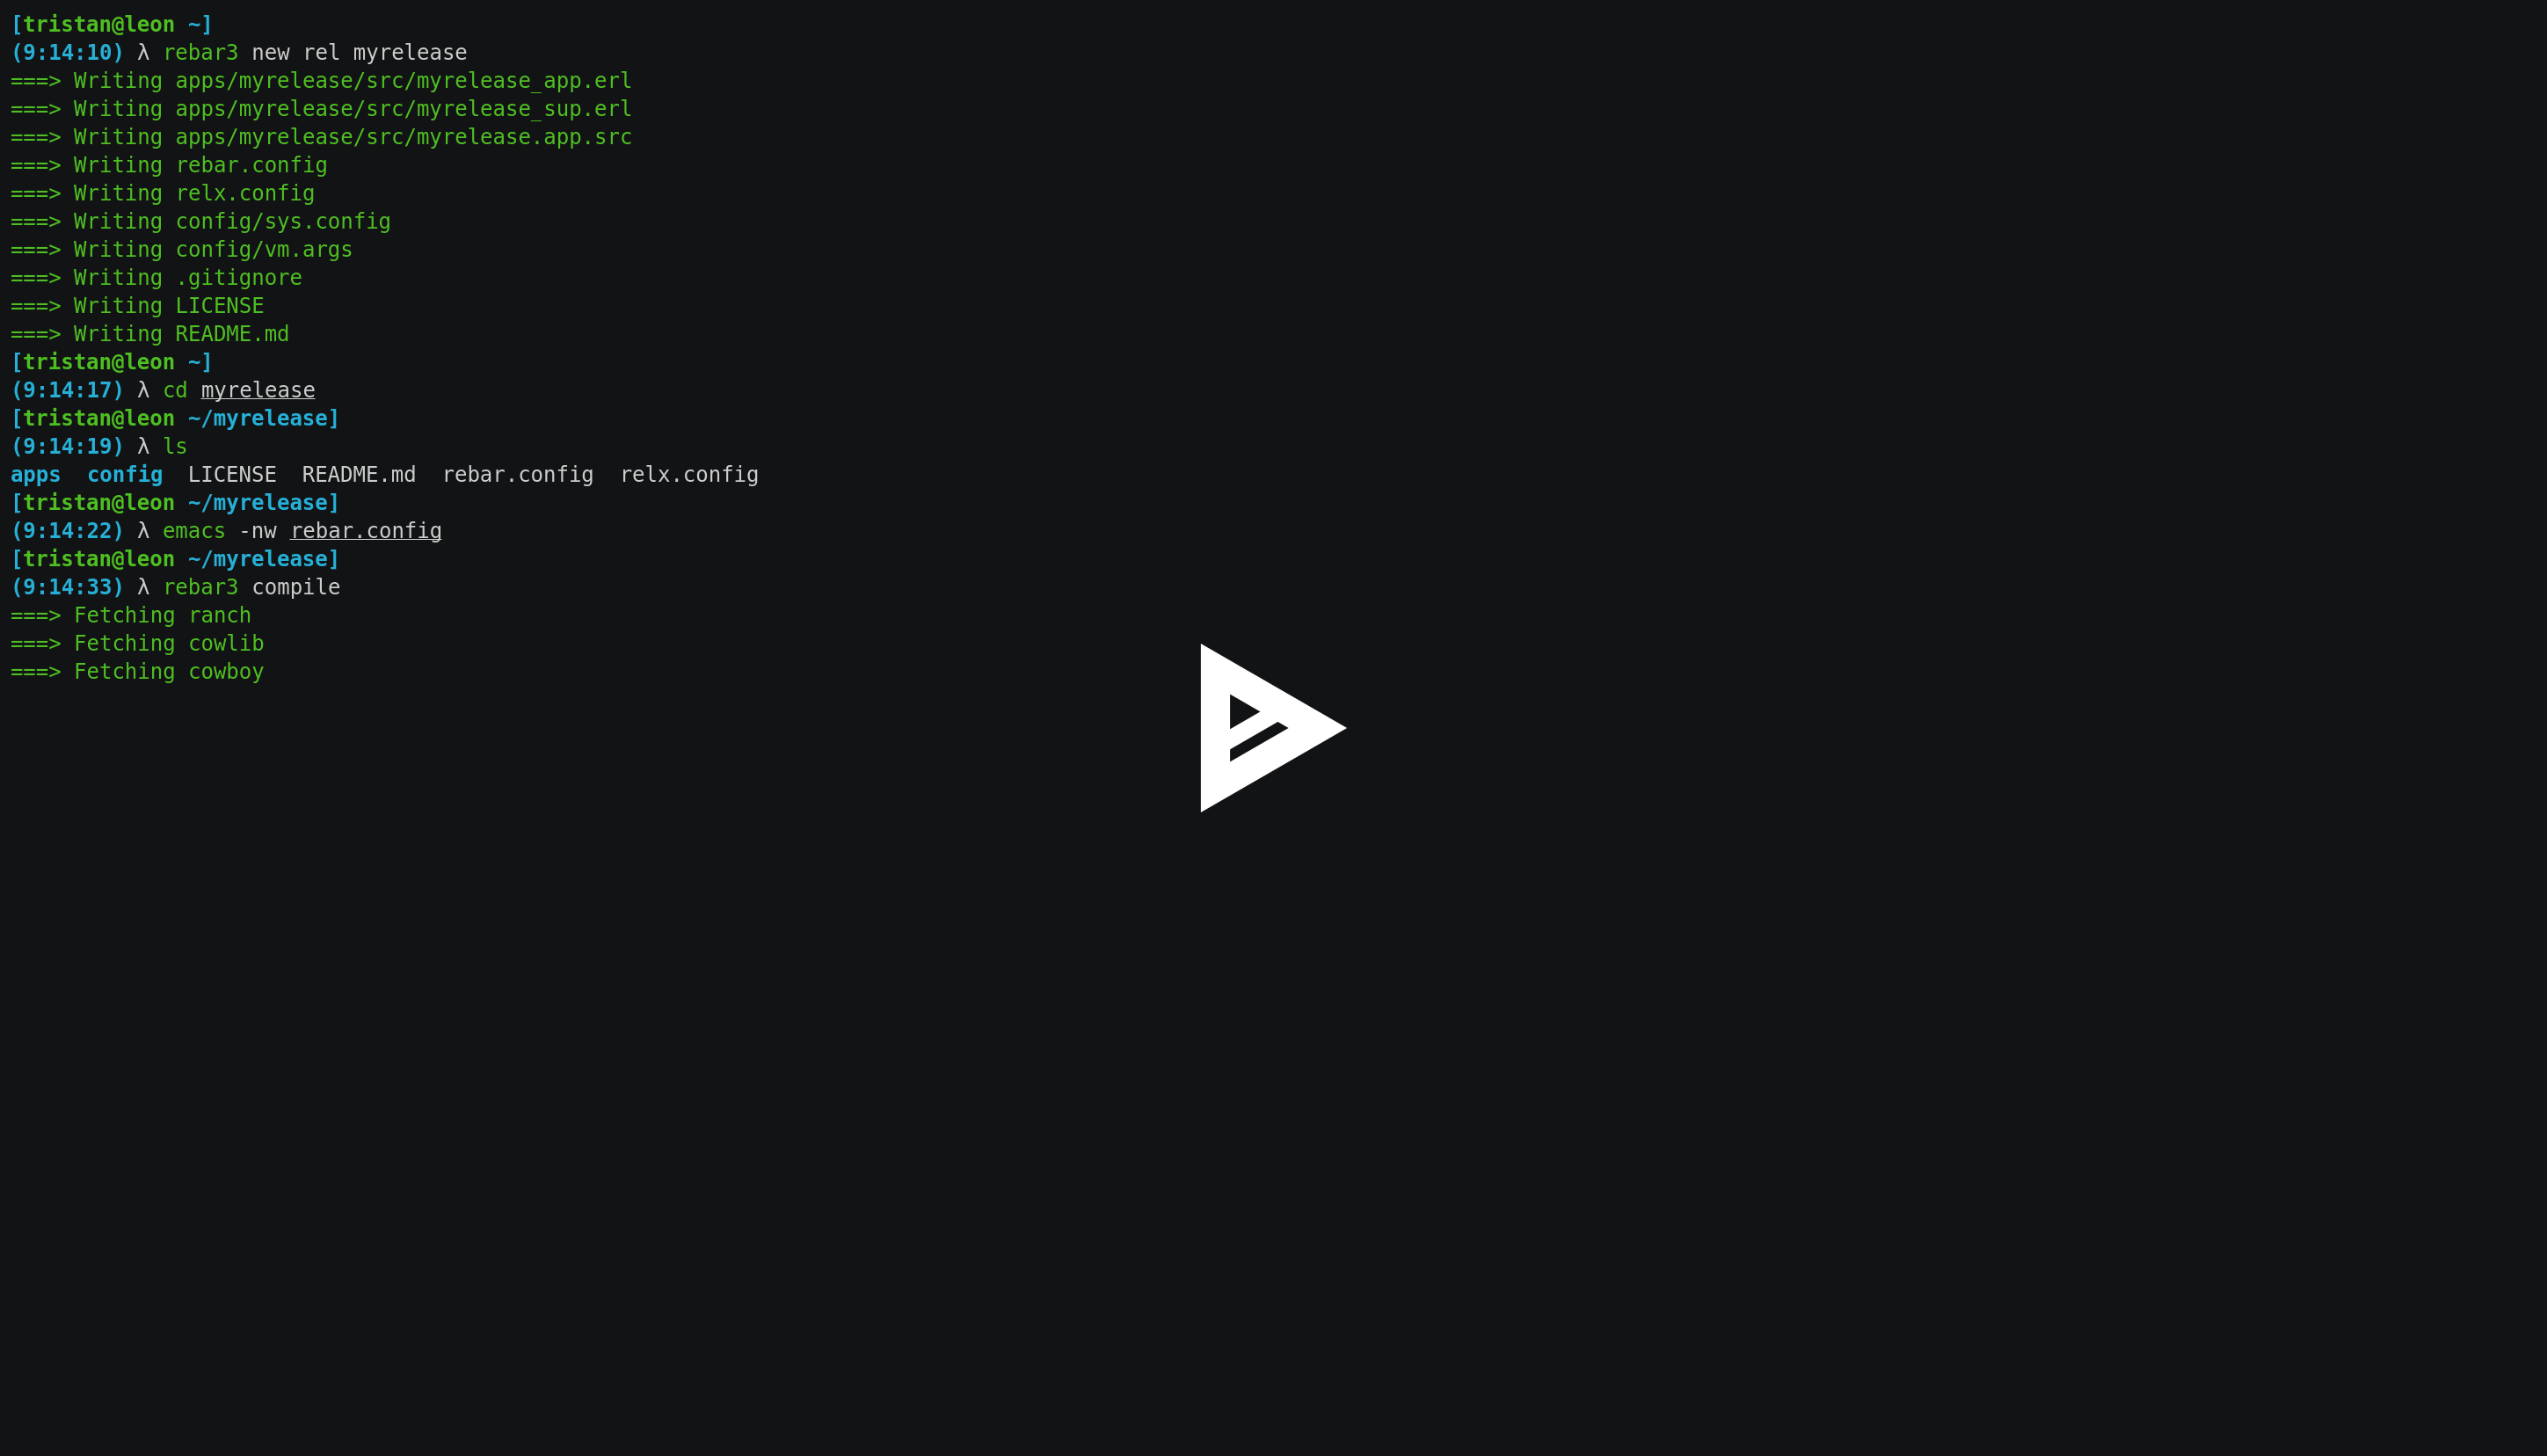 [tristan@leon ~]
(9:14:10) λ rebar3 new rel myrelease
===> Writing apps/myrelease/src/myrelease_app.erl
===> Writing apps/myrelease/src/myrelease_sup.erl
===> Writing apps/myrelease/src/myrelease.app.src
===> Writing rebar.config
===> Writing relx.config
===> Writing config/sys.config
===> Writing config/vm.args
===> Writing .gitignore
===> Writing LICENSE
===> Writing README.md
[tristan@leon ~]
(9:14:17) λ cd myrelease
[tristan@leon ~/myrelease]
(9:14:19) λ ls
apps  config  LICENSE  README.md  rebar.config  relx.config
[tristan@leon ~/myrelease]
(9:14:22) λ emacs -nw rebar.config
[tristan@leon ~/myrelease]
(9:14:33) λ rebar3 compile
===> Fetching ranch
===> Fetching cowlib
===> Fetching cowboy